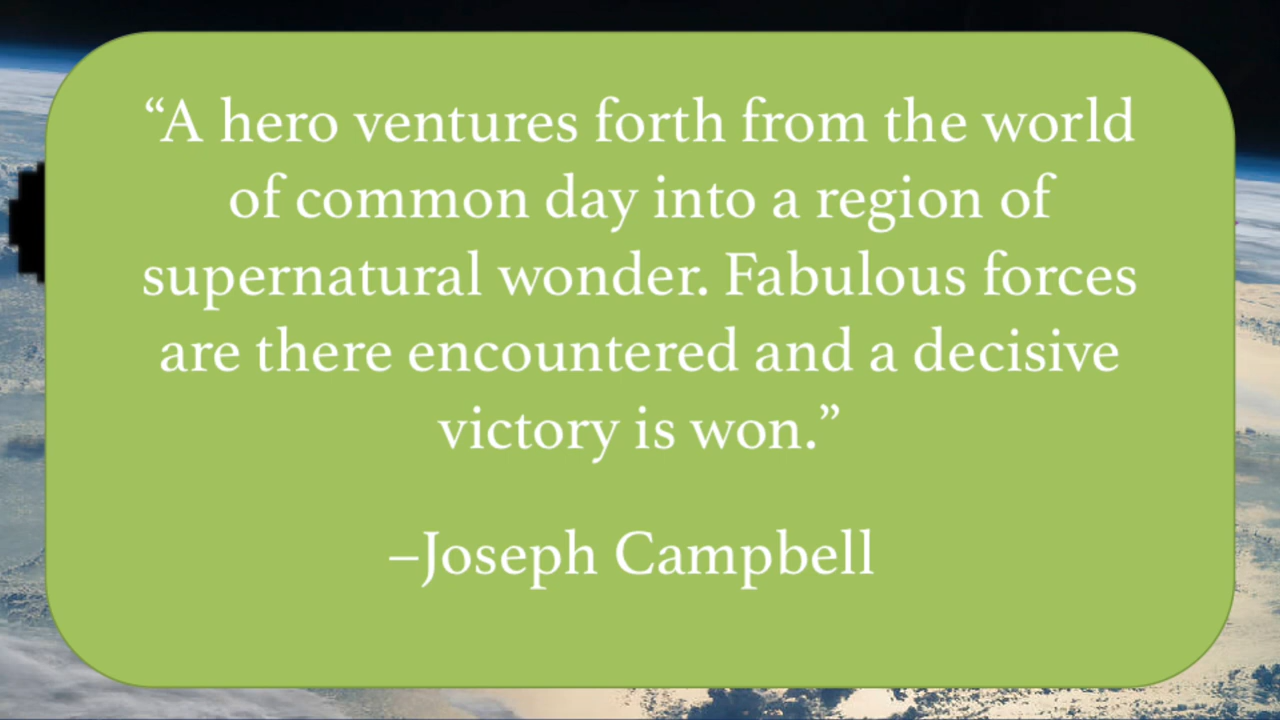 “A hero ventures forth from the world
of common day into a region of
supernatural wonder. Fabulous forces
are there encountered and a decisive
victory is won.”
–Joseph Campbell